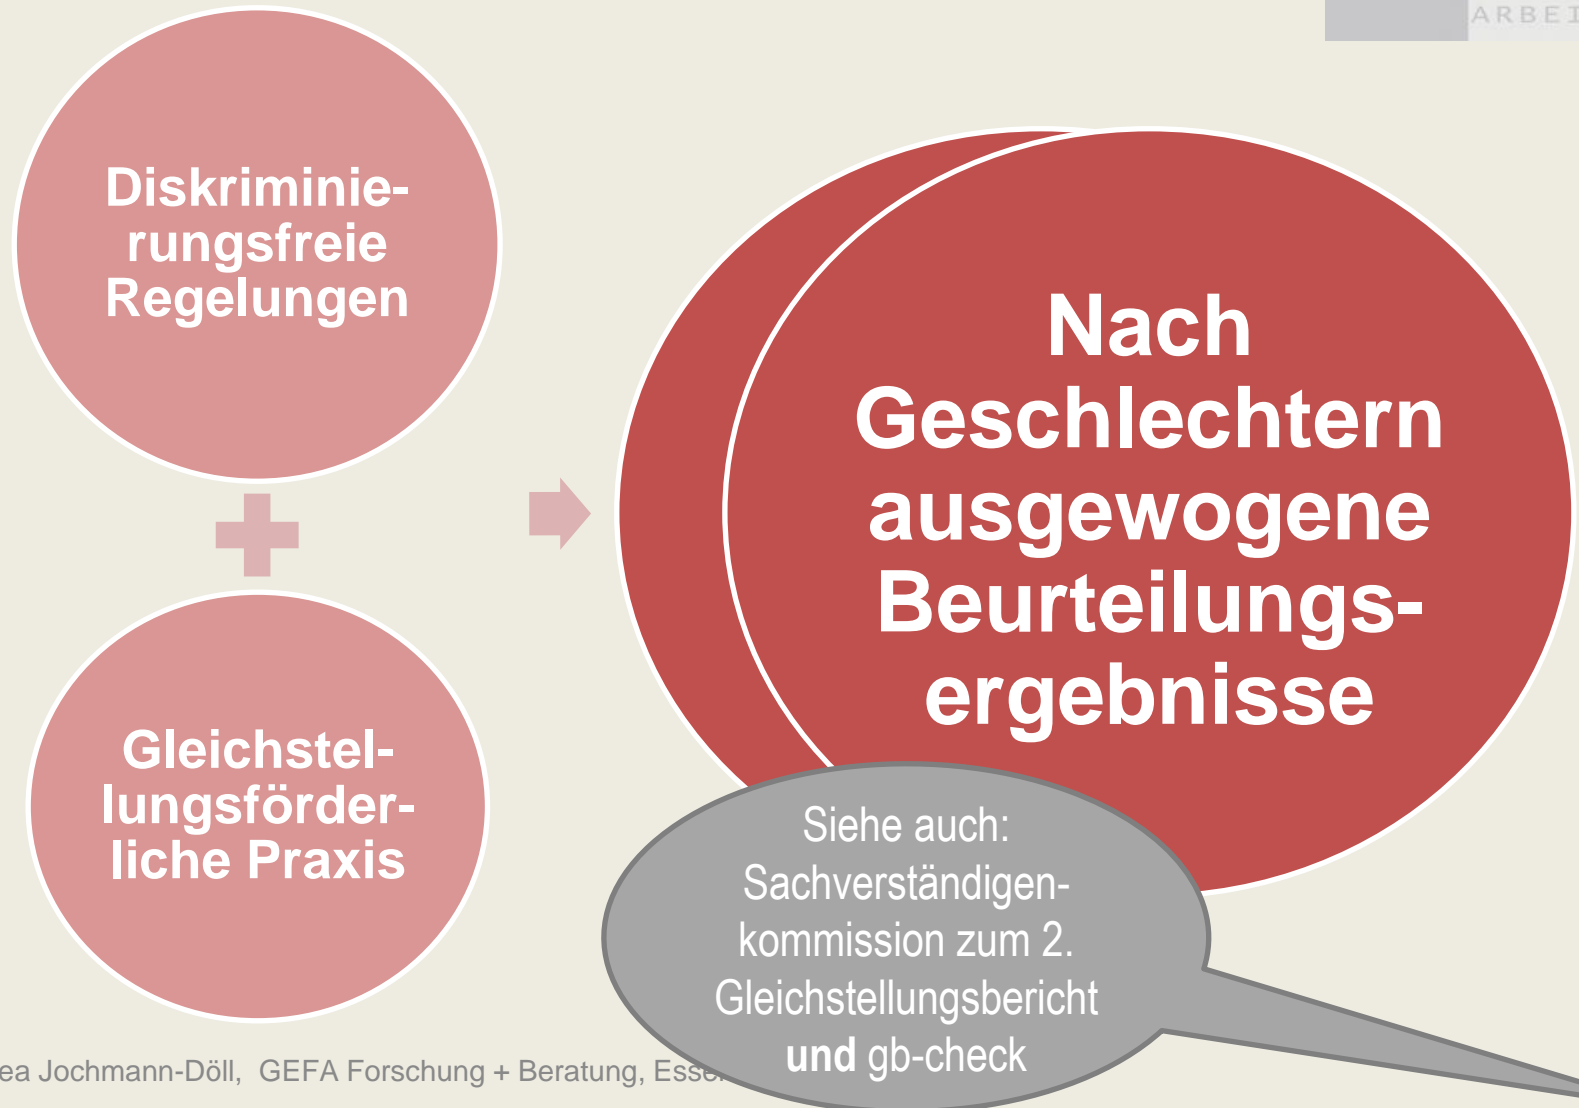 ARBEI
Diskriminie-
rungsfreie
Regelungen
Gleichstel-
lungsförder-
liche Praxis
Nach
Geschlechtern
ausgewogene
Beurteilungs-
ergebnisse
Siehe auch:
Sachverständigen-
kommission zum 2.
Gleichstellungsbericht
und gb-check
ea Jochmann-Döll, GEFA Forschung + Beratung, Esse